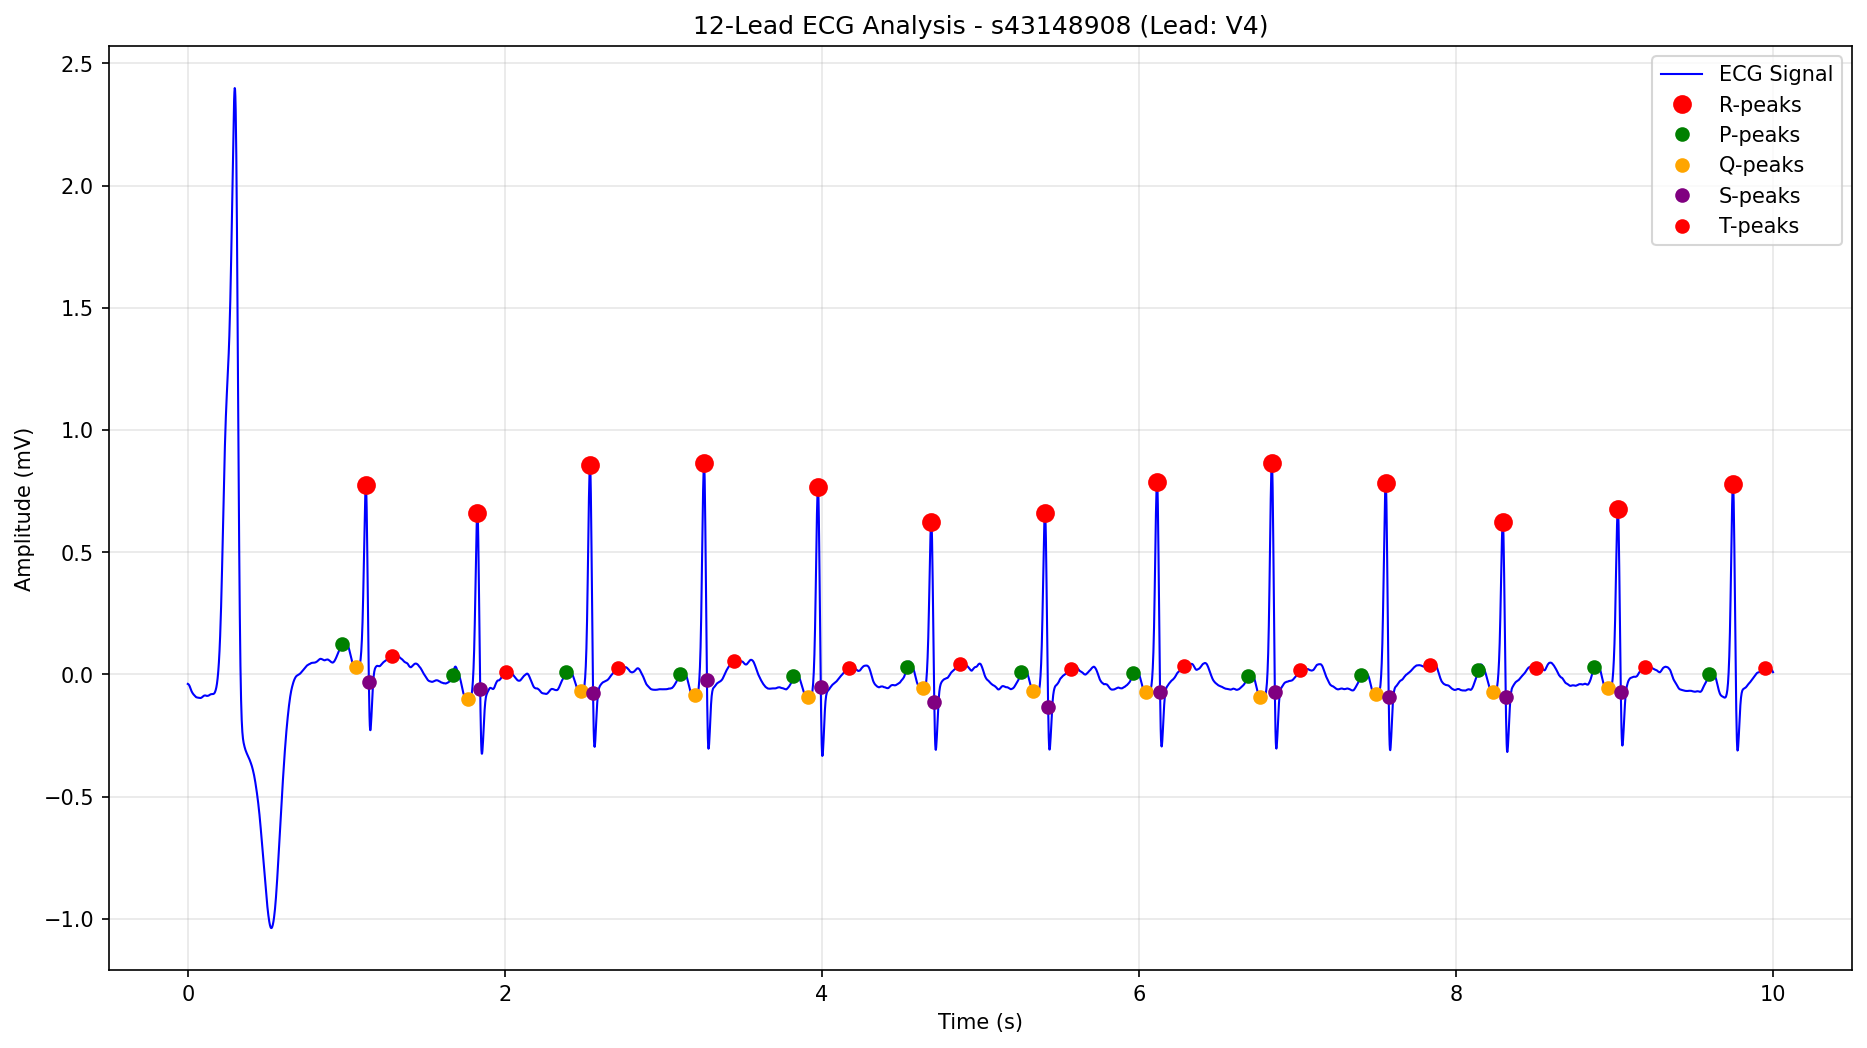 12-Lead ECG Analysis - s43148908 (Lead: V4)
2.5
2.0
1.5
1.0
0.5
0.0
−0.5
−1.0
Amplitude (mV)
ECG Signal
R-peaks
P-peaks
Q-peaks
S-peaks
T-peaks
0 2 4 6 8 10
Time (s)